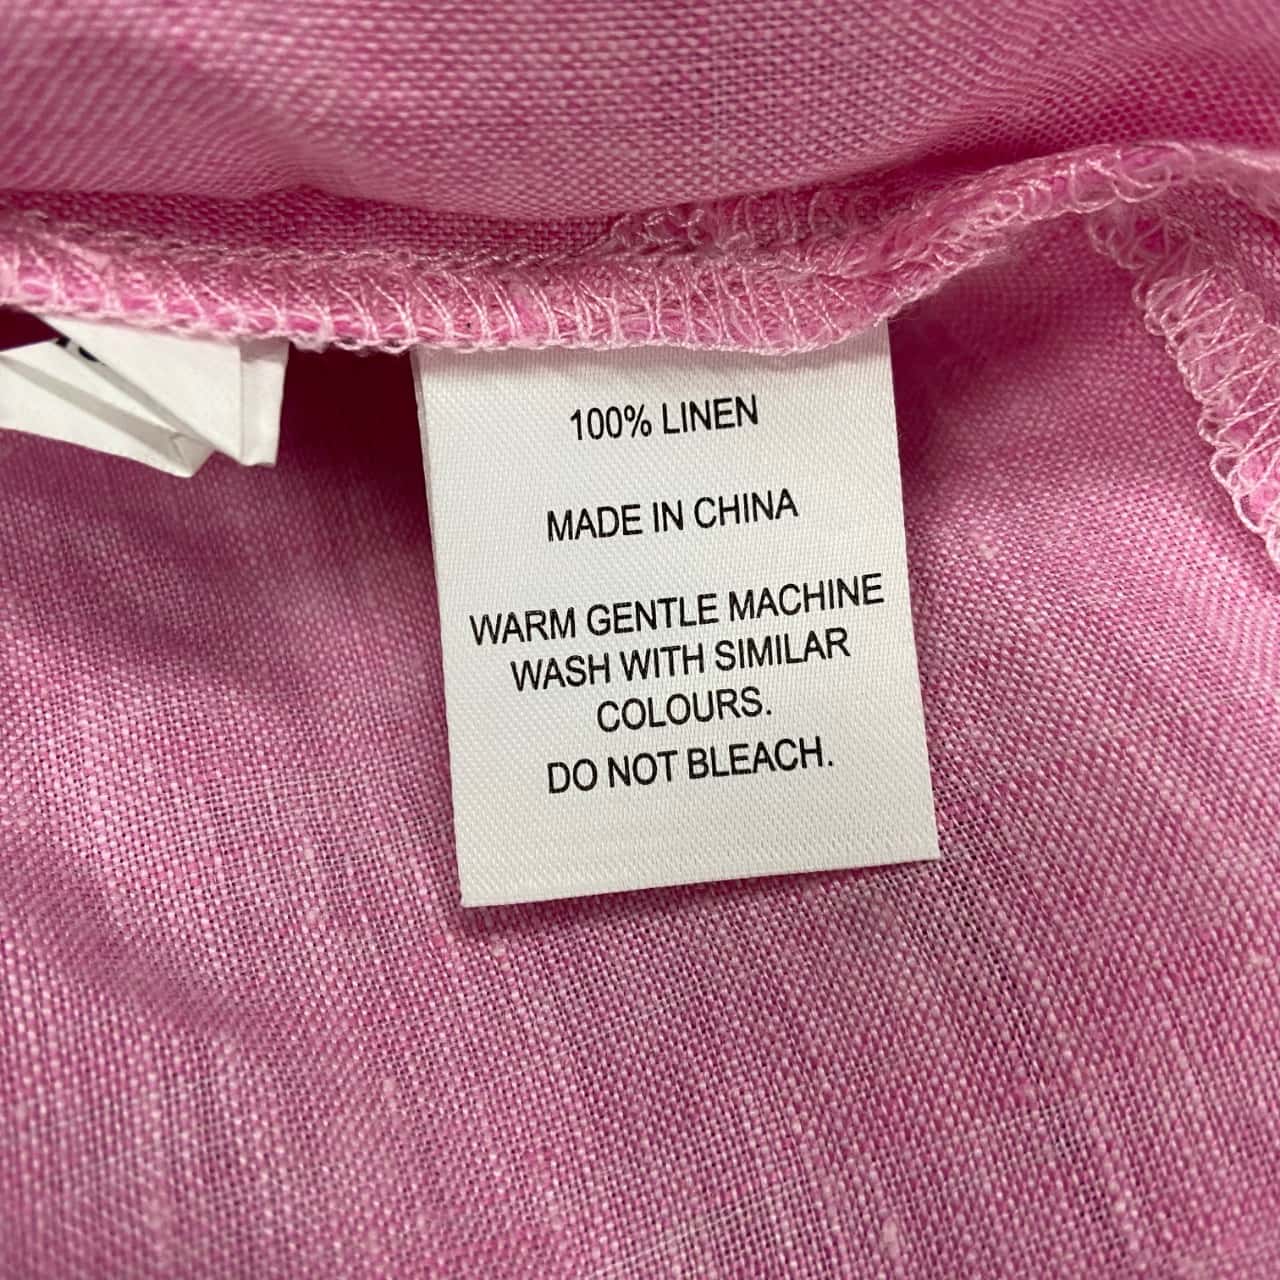 100% LINEN
MADE IN CHINA
WARM GENTLE MACHINE
WASH WITH SIMILAR
COLOURS.
DO NOT BLEACH.